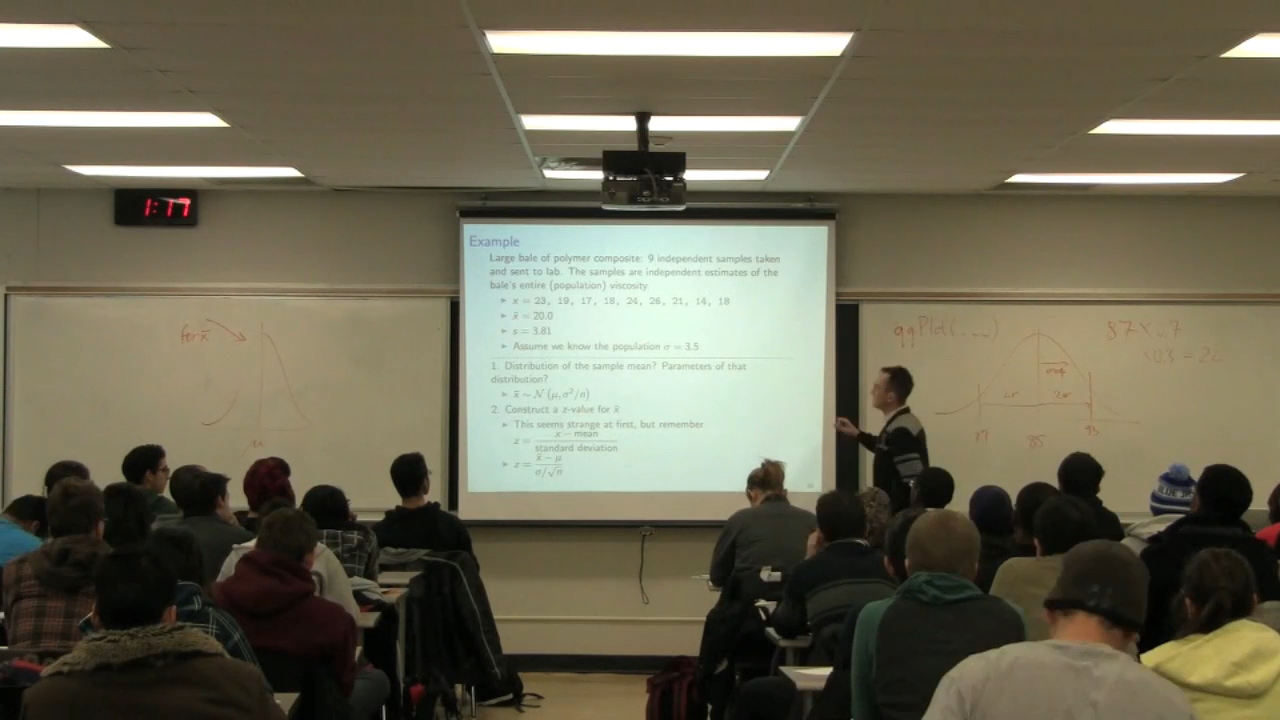 1:17
Example
Large bale of polymer composite: 9 independent samples taken
and sent to lab. The samples are independent estimates of the
bale's entire (population) viscosity.
► x = 23, 19, 17, 18, 24, 26, 21, 14, 18
► x̄ = 20.0
► s = 3.81
► Assume we know the population σ = 3.5
1. Distribution of the sample mean? Parameters of that
distribution?
► x̄ ~ N (μ, σ²/n)
2. Construct a z-value for x̄
► This seems strange at first, but remember
z = x − mean / standard deviation
► z = x̄ − μ / σ/√n
for x̄
μ
qqPlot(....)
2σ 2σ
85
93
BLUE